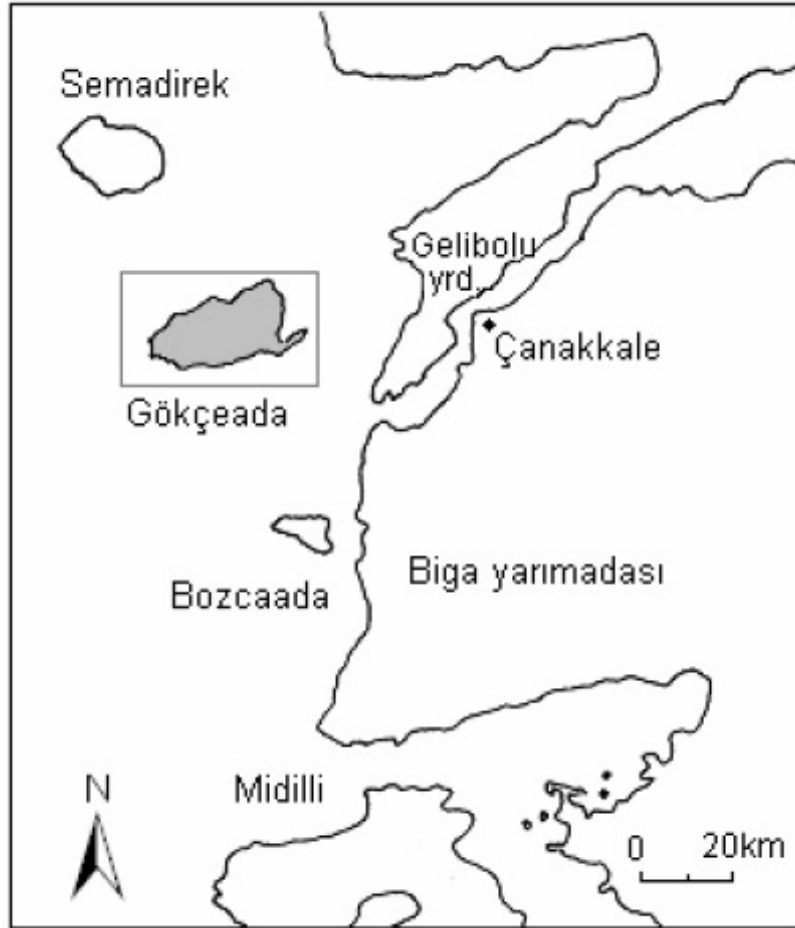 Semadirek
Gelibolu
yrd.
Çanakkale
Gökçeada
Biga yarımadası
Bozcaada
N
Midilli
0 20km